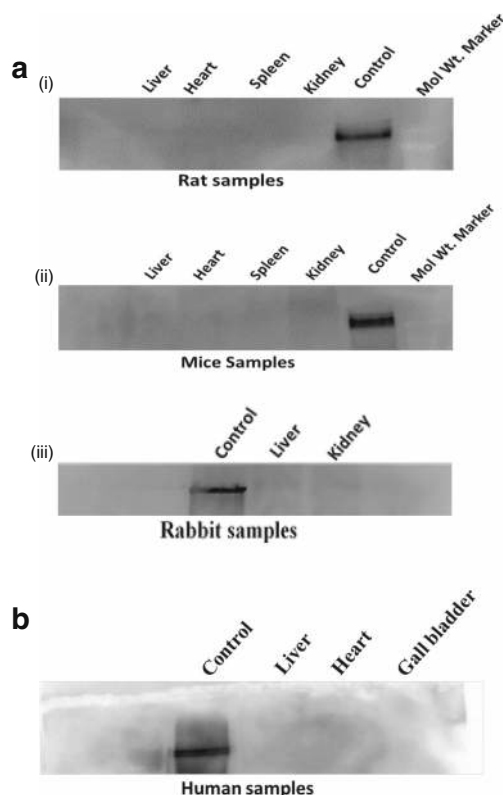 a
(i)
Liver Heart Spleen Kidney Control Mol Wt. Marker
Rat samples
(ii)
Liver Heart Spleen Kidney Control Mol Wt. Marker
Mice Samples
(iii)
Control Liver Kidney
Rabbit samples
b
Control Liver Heart Gall bladder
Human samples